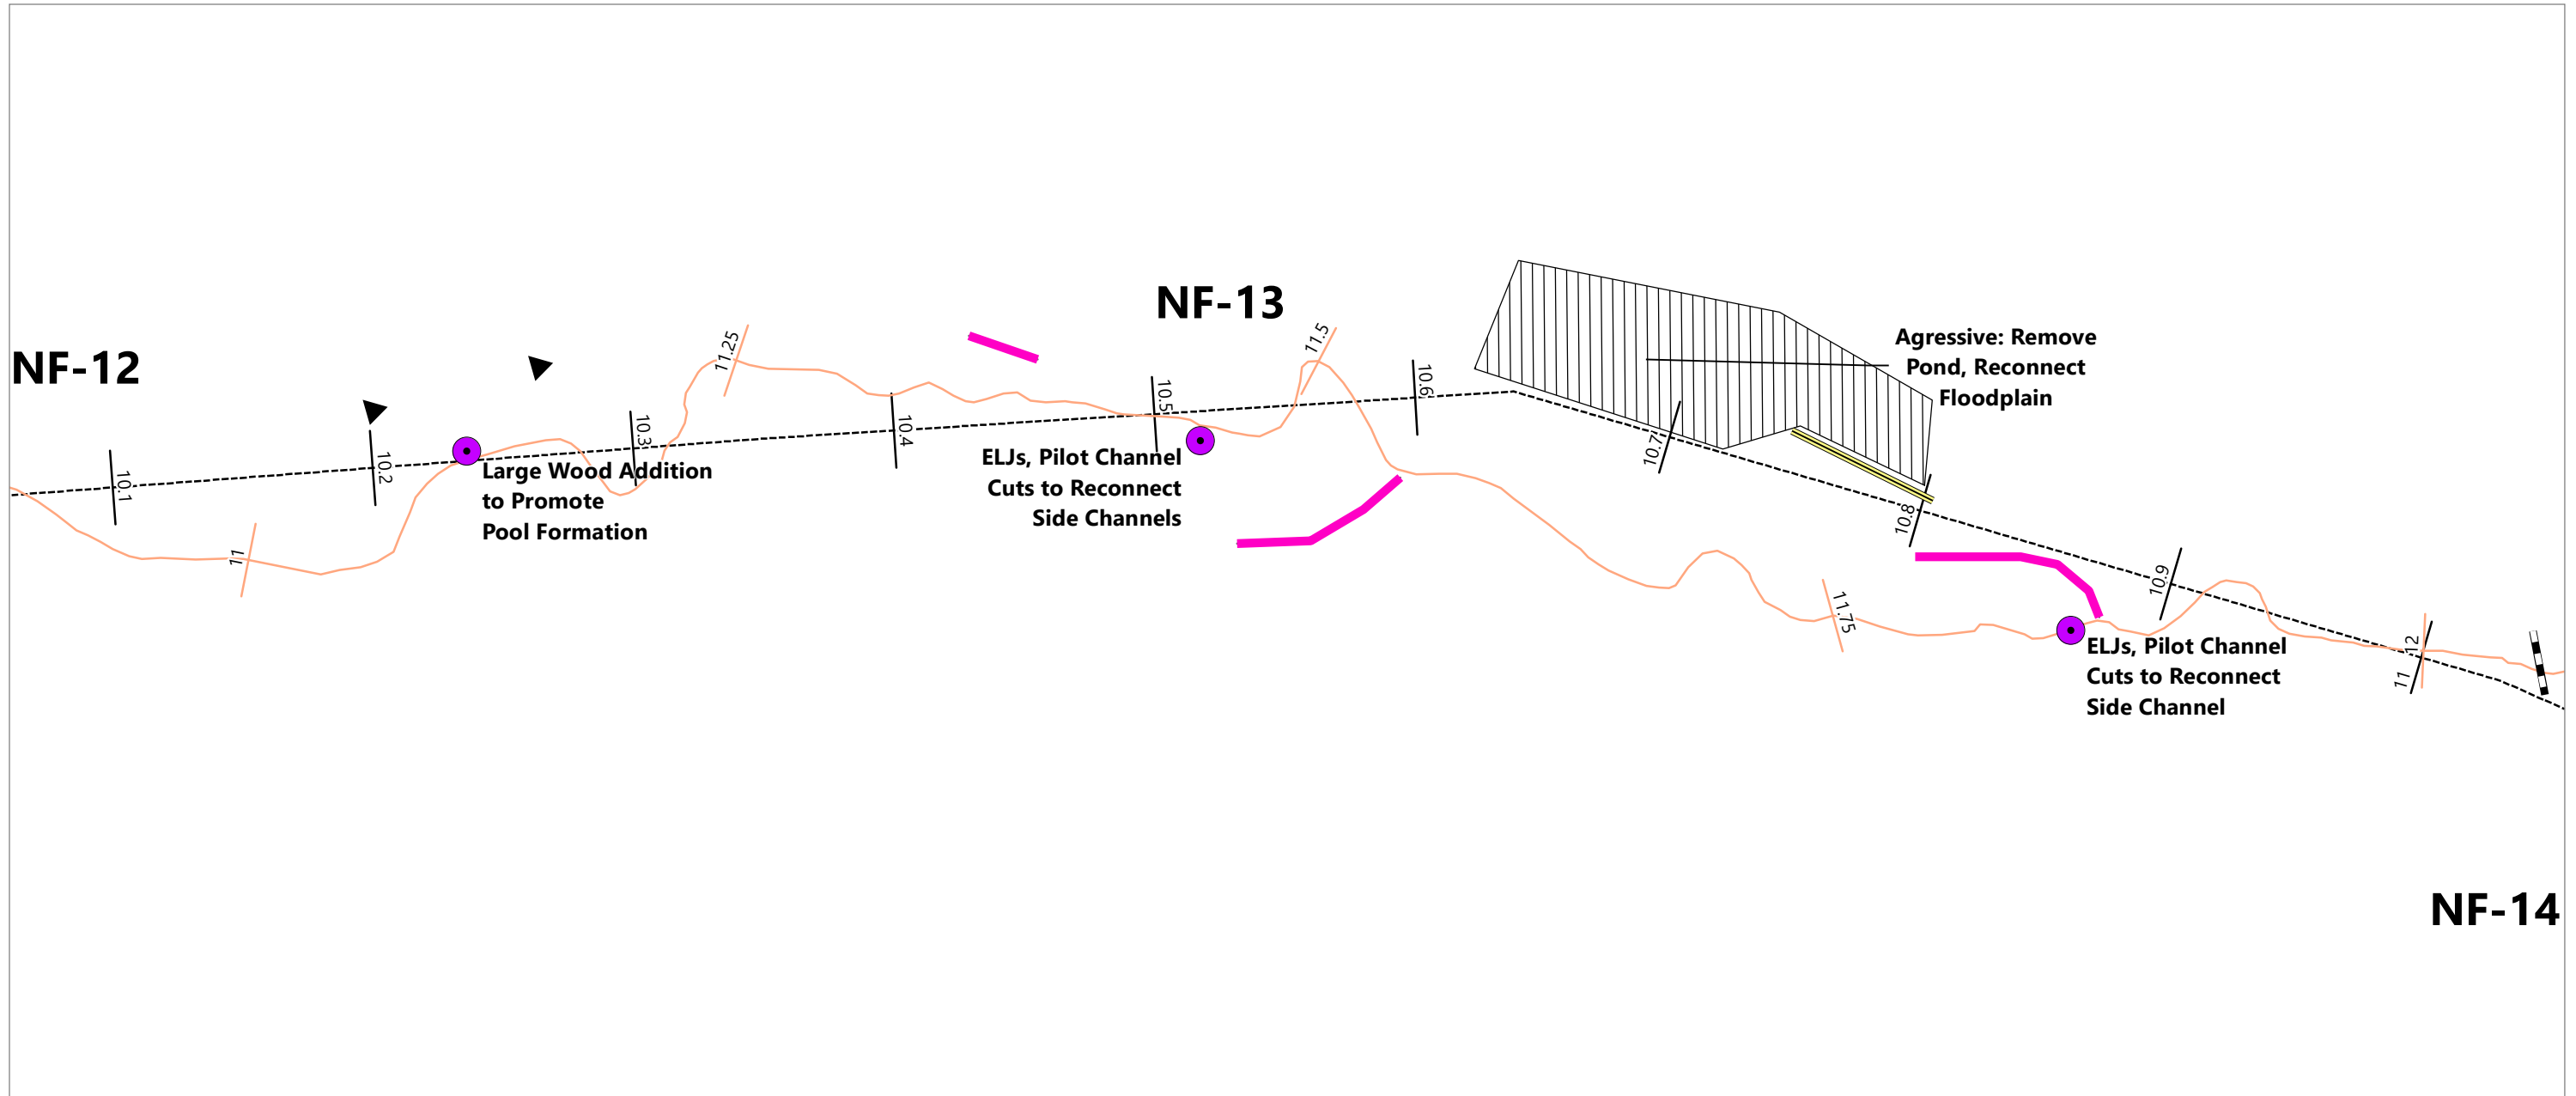 NF-12
10.1
11
10.2
Large Wood Addition
to Promote
Pool Formation
10.3
11.25
10.4
NF-13
10.5
ELJs, Pilot Channel
Cuts to Reconnect
Side Channels
11.5
10.6
10.7
Agressive: Remove
Pond, Reconnect
Floodplain
10.8
11.75
10.9
ELJs, Pilot Channel
Cuts to Reconnect
Side Channel
12
11
NF-14